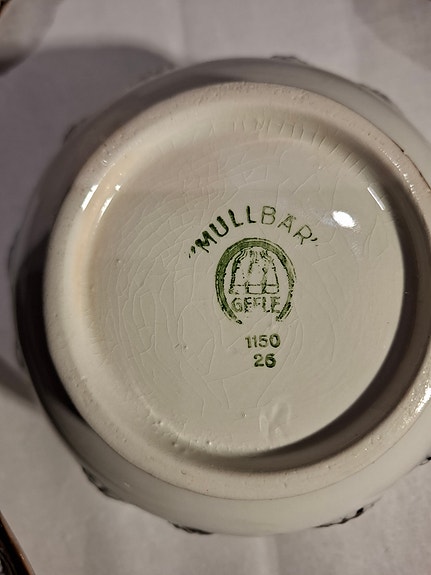 "MULLBÄR"
GEFLE
1150
26